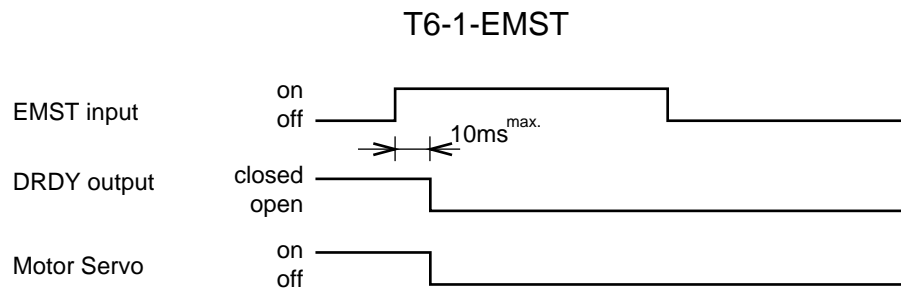 T6-1-EMST
EMST input
on
off
10ms max.
DRDY output
closed
open
Motor Servo
on
off